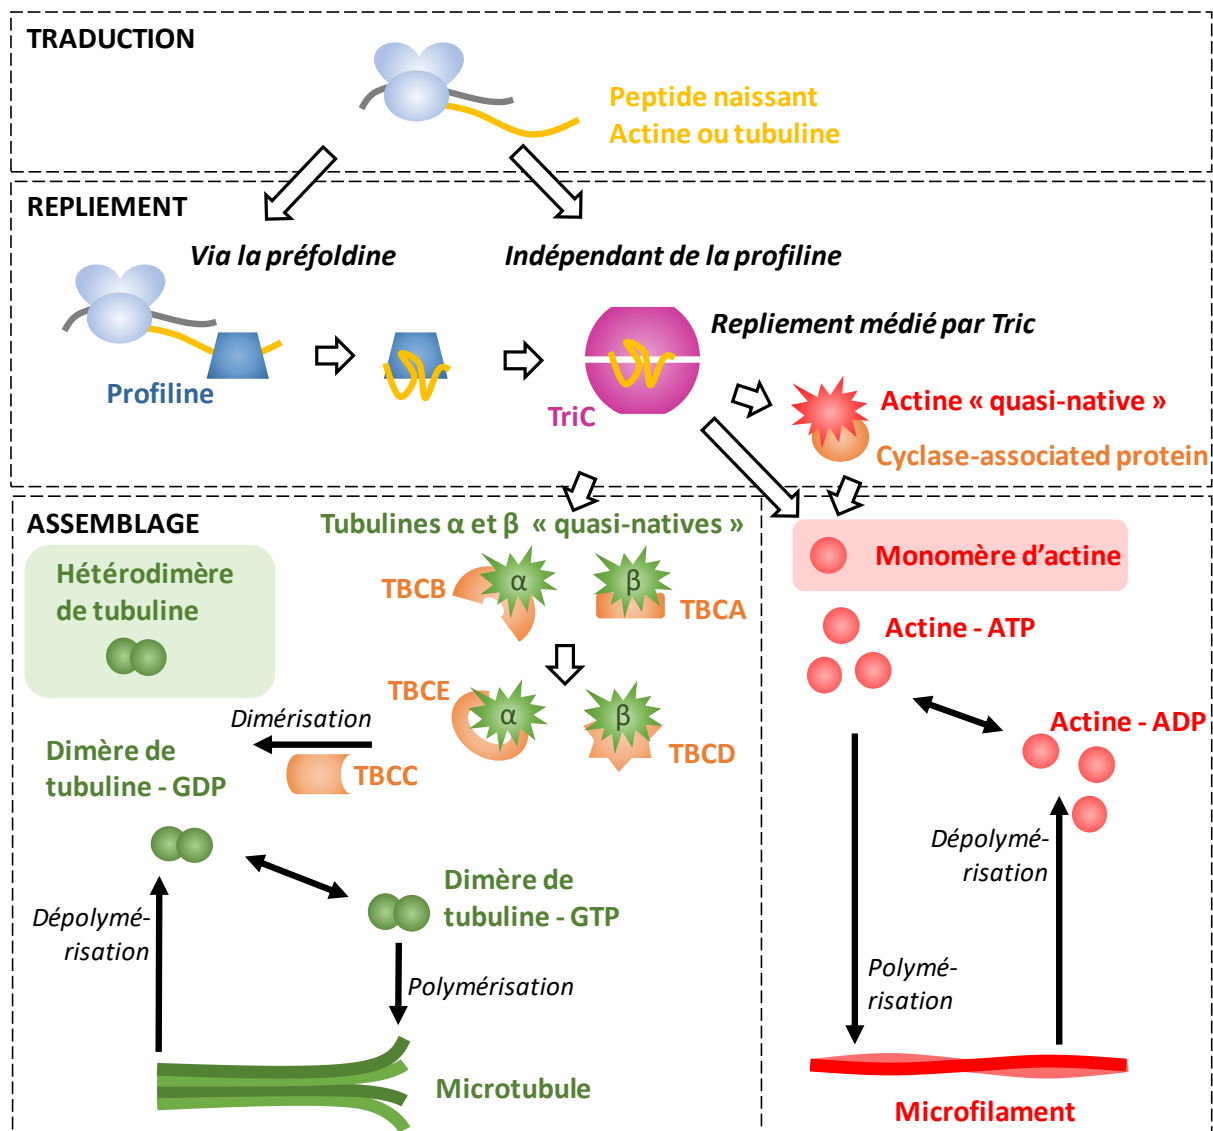 TRADUCTION
Peptide naissant
Actine ou tubuline
REPLIEMENT
Via la préfoldine
Indépendant de la profiline
Repliement médié par Tric
Profiline
TriC
Actine « quasi-native »
Cyclase-associated protein
ASSEMBLAGE
Tubulines α et β « quasi-natives »
Hétérodimère
de tubuline
TBCB
α
β
TBCA
TBCE
α
β
TBCD
Dimérisation
TBCC
Dimère de
tubuline - GDP
Dimère de
tubuline - GTP
Dépolymé-
risation
Polymérisation
Microtubule
Monomère d’actine
Actine - ATP
Actine - ADP
Dépolymé-
risation
Polymé-
risation
Microfilament